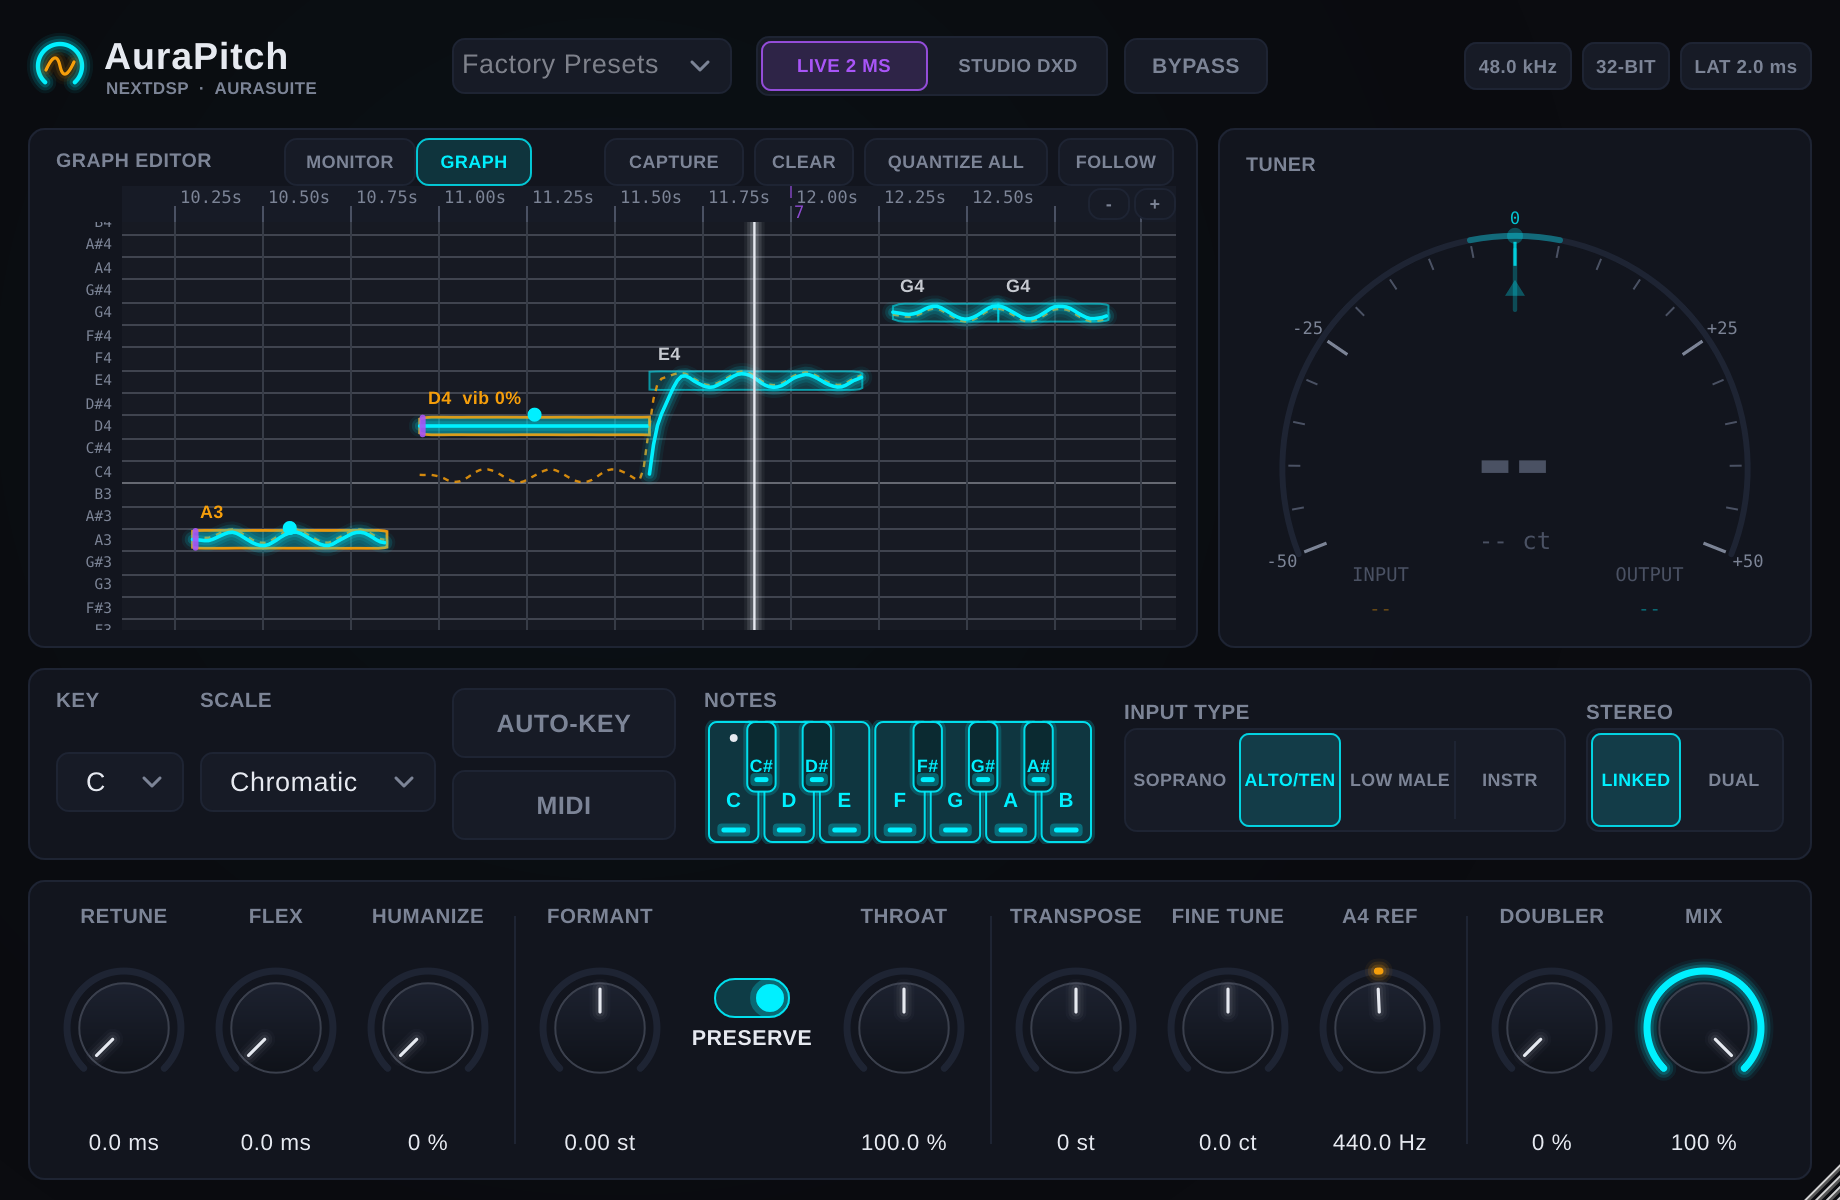 AuraPitch
NEXTDSP · AURASUITE
Factory Presets
LIVE 2 MS
STUDIO DXD
BYPASS
48.0 kHz
32-BIT
LAT 2.0 ms
GRAPH EDITOR
MONITOR
GRAPH
CAPTURE
CLEAR
QUANTIZE ALL
FOLLOW
10.25s
10.50s
10.75s
11.00s
11.25s
11.50s
11.75s
12.00s
12.25s
12.50s
7
-
+
B4
A#4
A4
G#4
G4
F#4
F4
E4
D#4
D4
C#4
C4
B3
A#3
A3
G#3
G3
F#3
F3
G4
G4
E4
D4 vib 0%
A3
TUNER
0
-25
+25
-50
+50
--
-- ct
INPUT
--
OUTPUT
--
KEY
C
SCALE
Chromatic
AUTO-KEY
MIDI
NOTES
C#
D#
F#
G#
A#
C
D
E
F
G
A
B
INPUT TYPE
SOPRANO
ALTO/TEN
LOW MALE
INSTR
STEREO
LINKED
DUAL
RETUNE
FLEX
HUMANIZE
FORMANT
THROAT
TRANSPOSE
FINE TUNE
A4 REF
DOUBLER
MIX
PRESERVE
0.0 ms
0.0 ms
0 %
0.00 st
100.0 %
0 st
0.0 ct
440.0 Hz
0 %
100 %